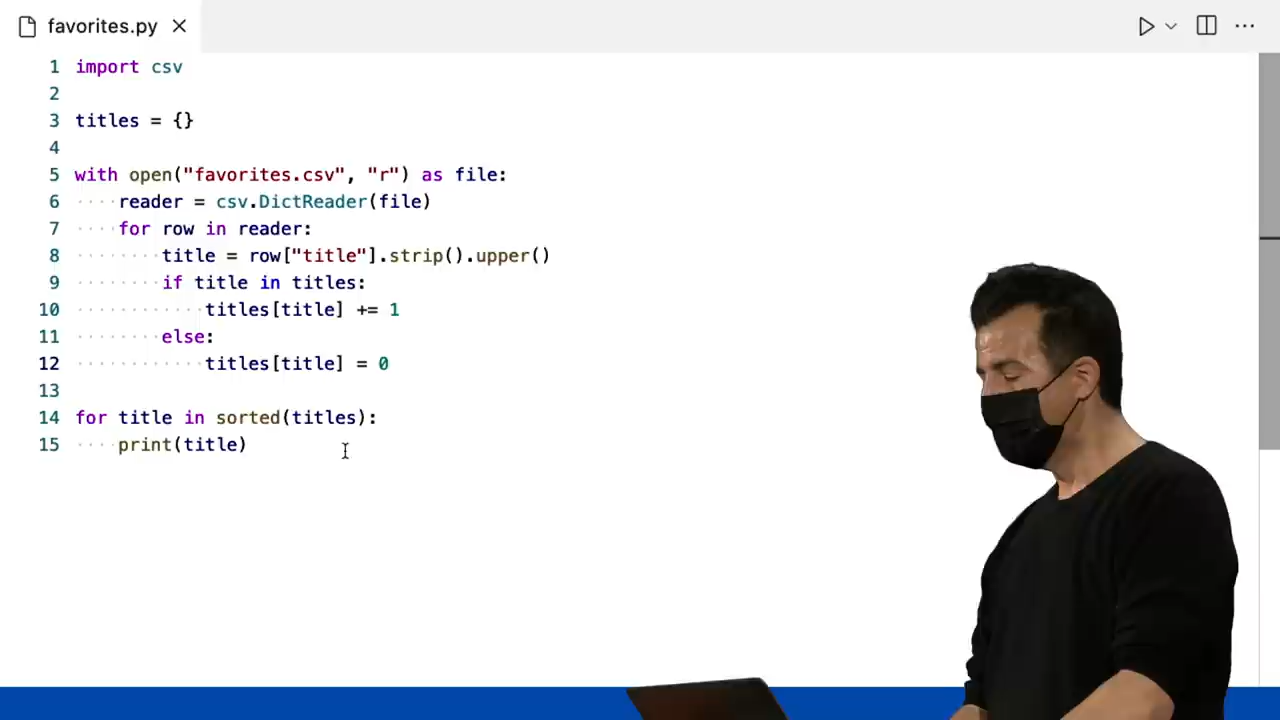 favorites.py
1 import csv
2
3 titles = {}
4
5 with open("favorites.csv", "r") as file:
6 ····reader = csv.DictReader(file)
7 ····for row in reader:
8 ········title = row["title"].strip().upper()
9 ········if title in titles:
10 ············titles[title] += 1
11 ········else:
12 ············titles[title] = 0
13
14 for title in sorted(titles):
15 ····print(title)